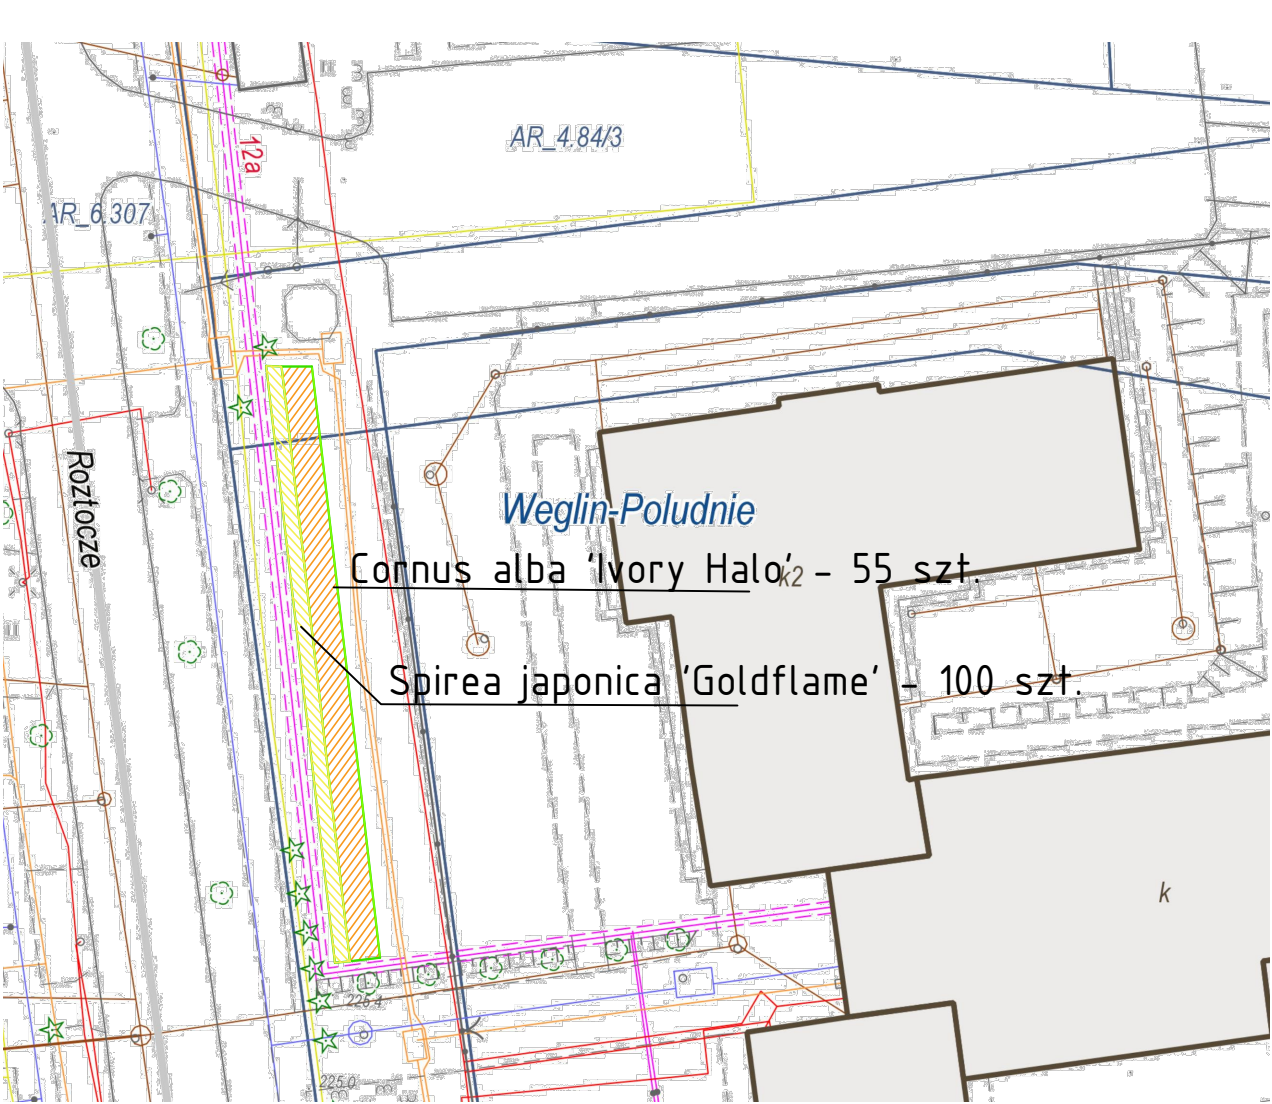 12a
AR_4.84/3
AR_6.307
Roztocze
Weglin-Poludnie
Cornus alba 'Ivory Halo' - 55 szt.
k2
Spirea japonica 'Goldflame' - 100 szt.
k
226.4
225.0